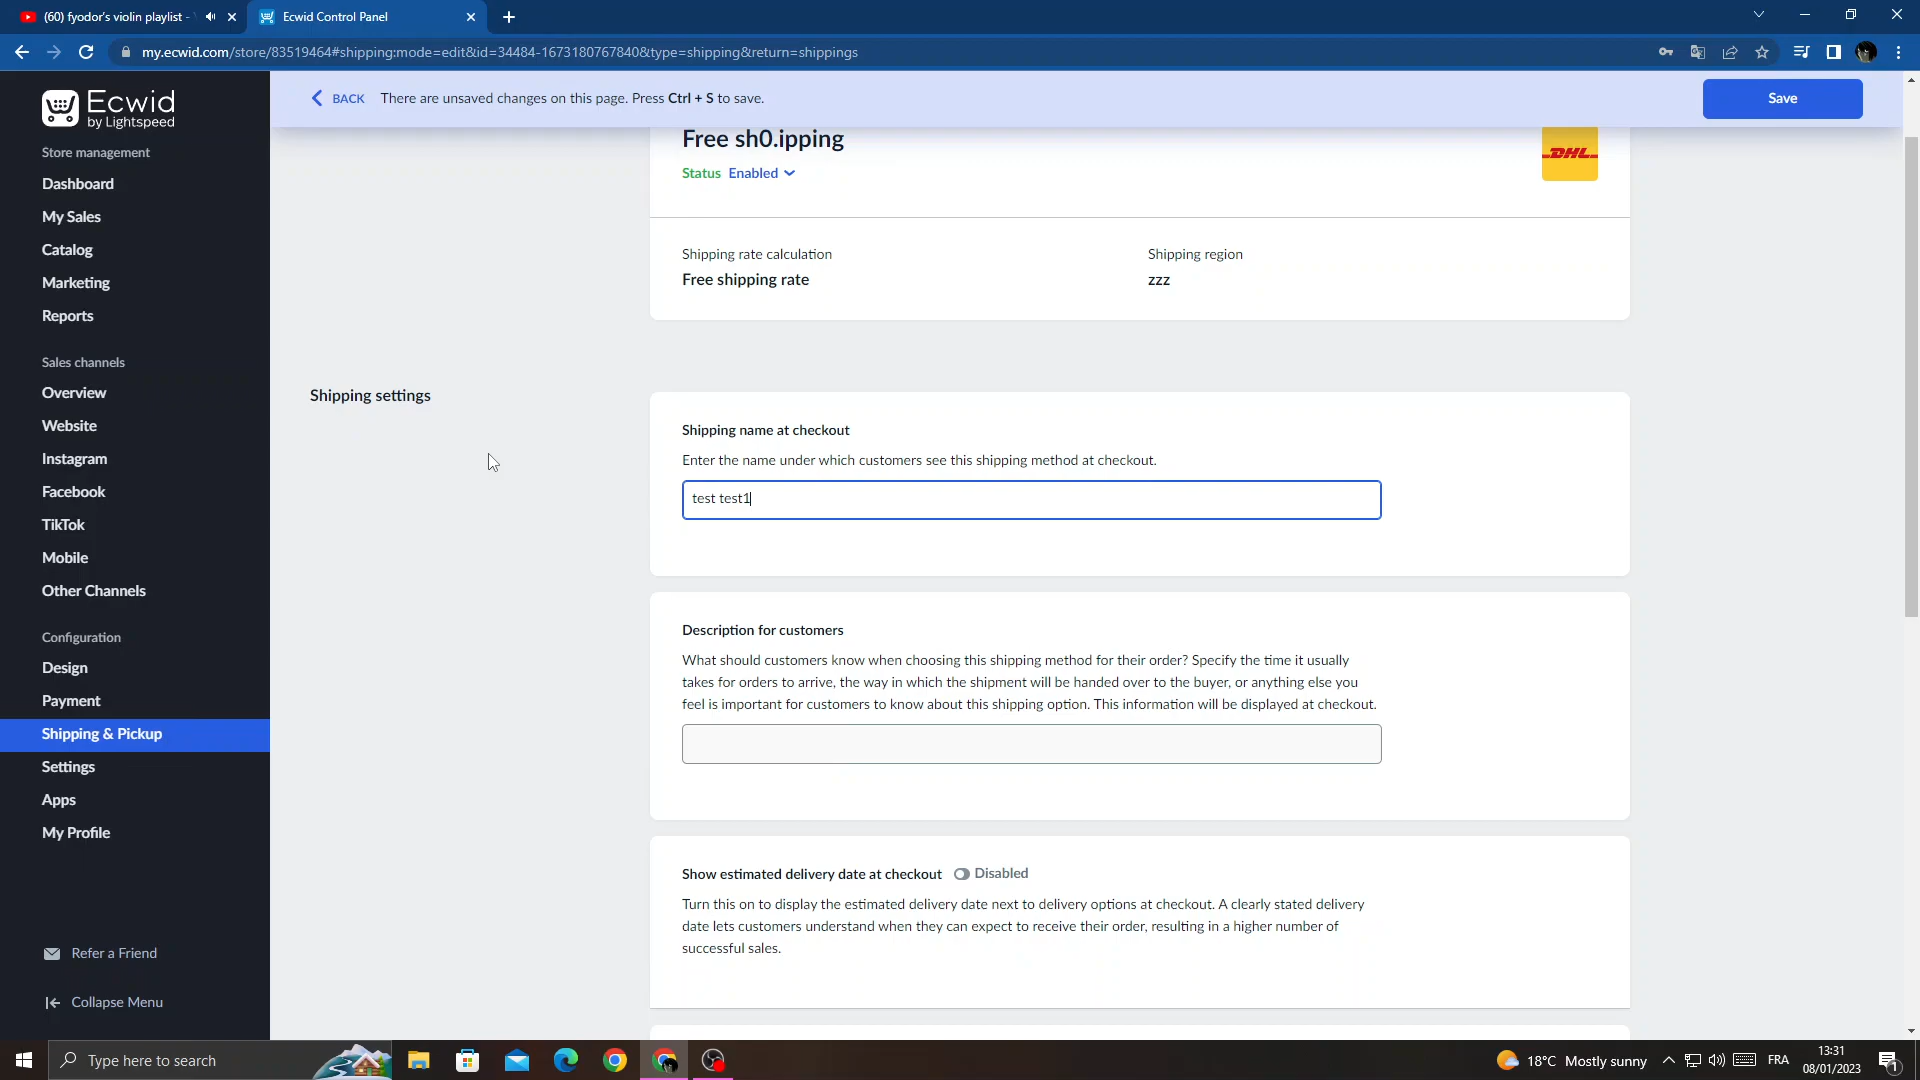 (60) fyodor's violin playlist -
Ecwid Control Panel
my.ecwid.com/store/83519464#shipping:mode=edit&id=34484-1673180767840&type=shipping&return=shippings
Ecwid
by Lightspeed
BACK
There are unsaved changes on this page. Press Ctrl + S to save.
Save
Store management
Dashboard
My Sales
Catalog
Marketing
Reports
Sales channels
Overview
Website
Instagram
Facebook
TikTok
Mobile
Other Channels
Configuration
Design
Payment
Shipping & Pickup
Settings
Apps
My Profile
Refer a Friend
Collapse Menu
Free sh0.ipping
DHL
Status Enabled
Shipping rate calculation
Free shipping rate
Shipping region
zzz
Shipping settings
Shipping name at checkout
Enter the name under which customers see this shipping method at checkout.
test test1
Description for customers
What should customers know when choosing this shipping method for their order? Specify the time it usually
takes for orders to arrive, the way in which the shipment will be handed over to the buyer, or anything else you
feel is important for customers to know about this shipping option. This information will be displayed at checkout.
Show estimated delivery date at checkout
Disabled
Turn this on to display the estimated delivery date next to delivery options at checkout. A clearly stated delivery
date lets customers understand when they can expect to receive their order, resulting in a higher number of
successful sales.
Type here to search
18°C Mostly sunny
FRA
13:31
08/01/2023
1